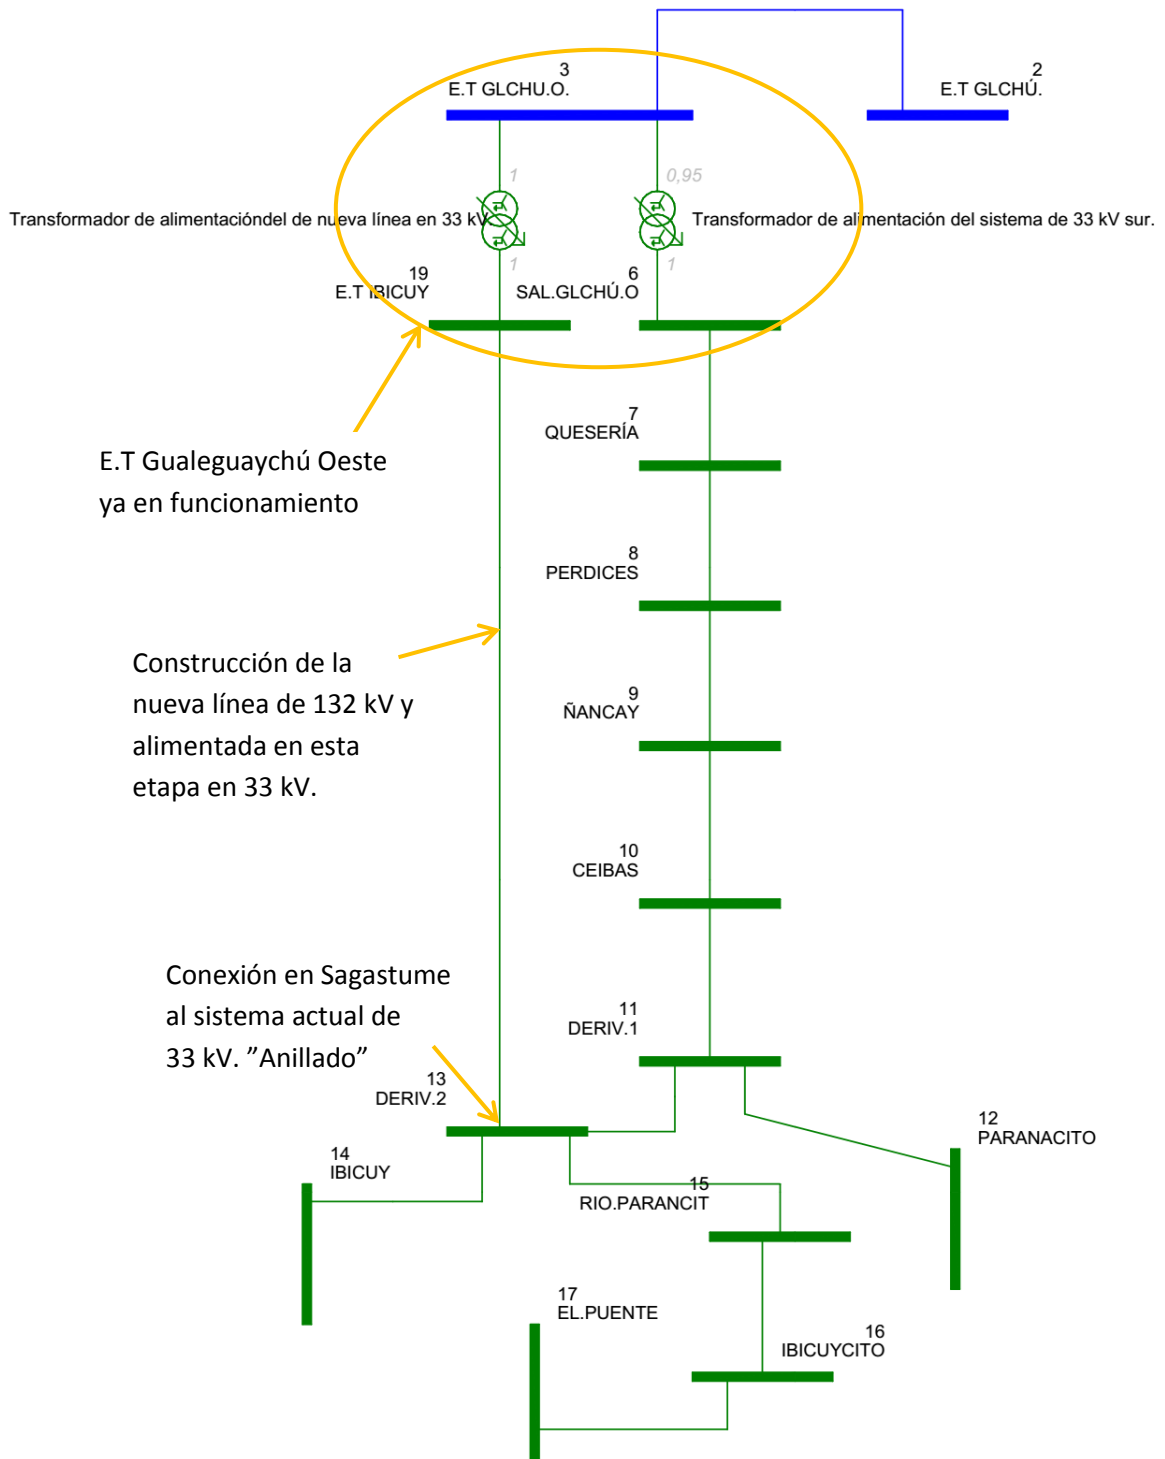 3
E.T GLCHU.O.
2
E.T GLCHÚ.
1
0,95
Transformador de alimentacióndel de nueva línea en 33 kV
Transformador de alimentación del sistema de 33 kV sur.
1
1
19
E.T IBICUY
6
SAL.GLCHÚ.O
7
QUESERÍA
E.T Gualeguaychú Oeste
ya en funcionamiento
8
PERDICES
Construcción de la
nueva línea de 132 kV y
alimentada en esta
etapa en 33 kV.
9
ÑANCAY
10
CEIBAS
Conexión en Sagastume
al sistema actual de
33 kV. ”Anillado”
11
DERIV.1
13
DERIV.2
12
PARANACITO
14
IBICUY
15
RIO.PARANCIT
17
EL.PUENTE
16
IBICUYCITO